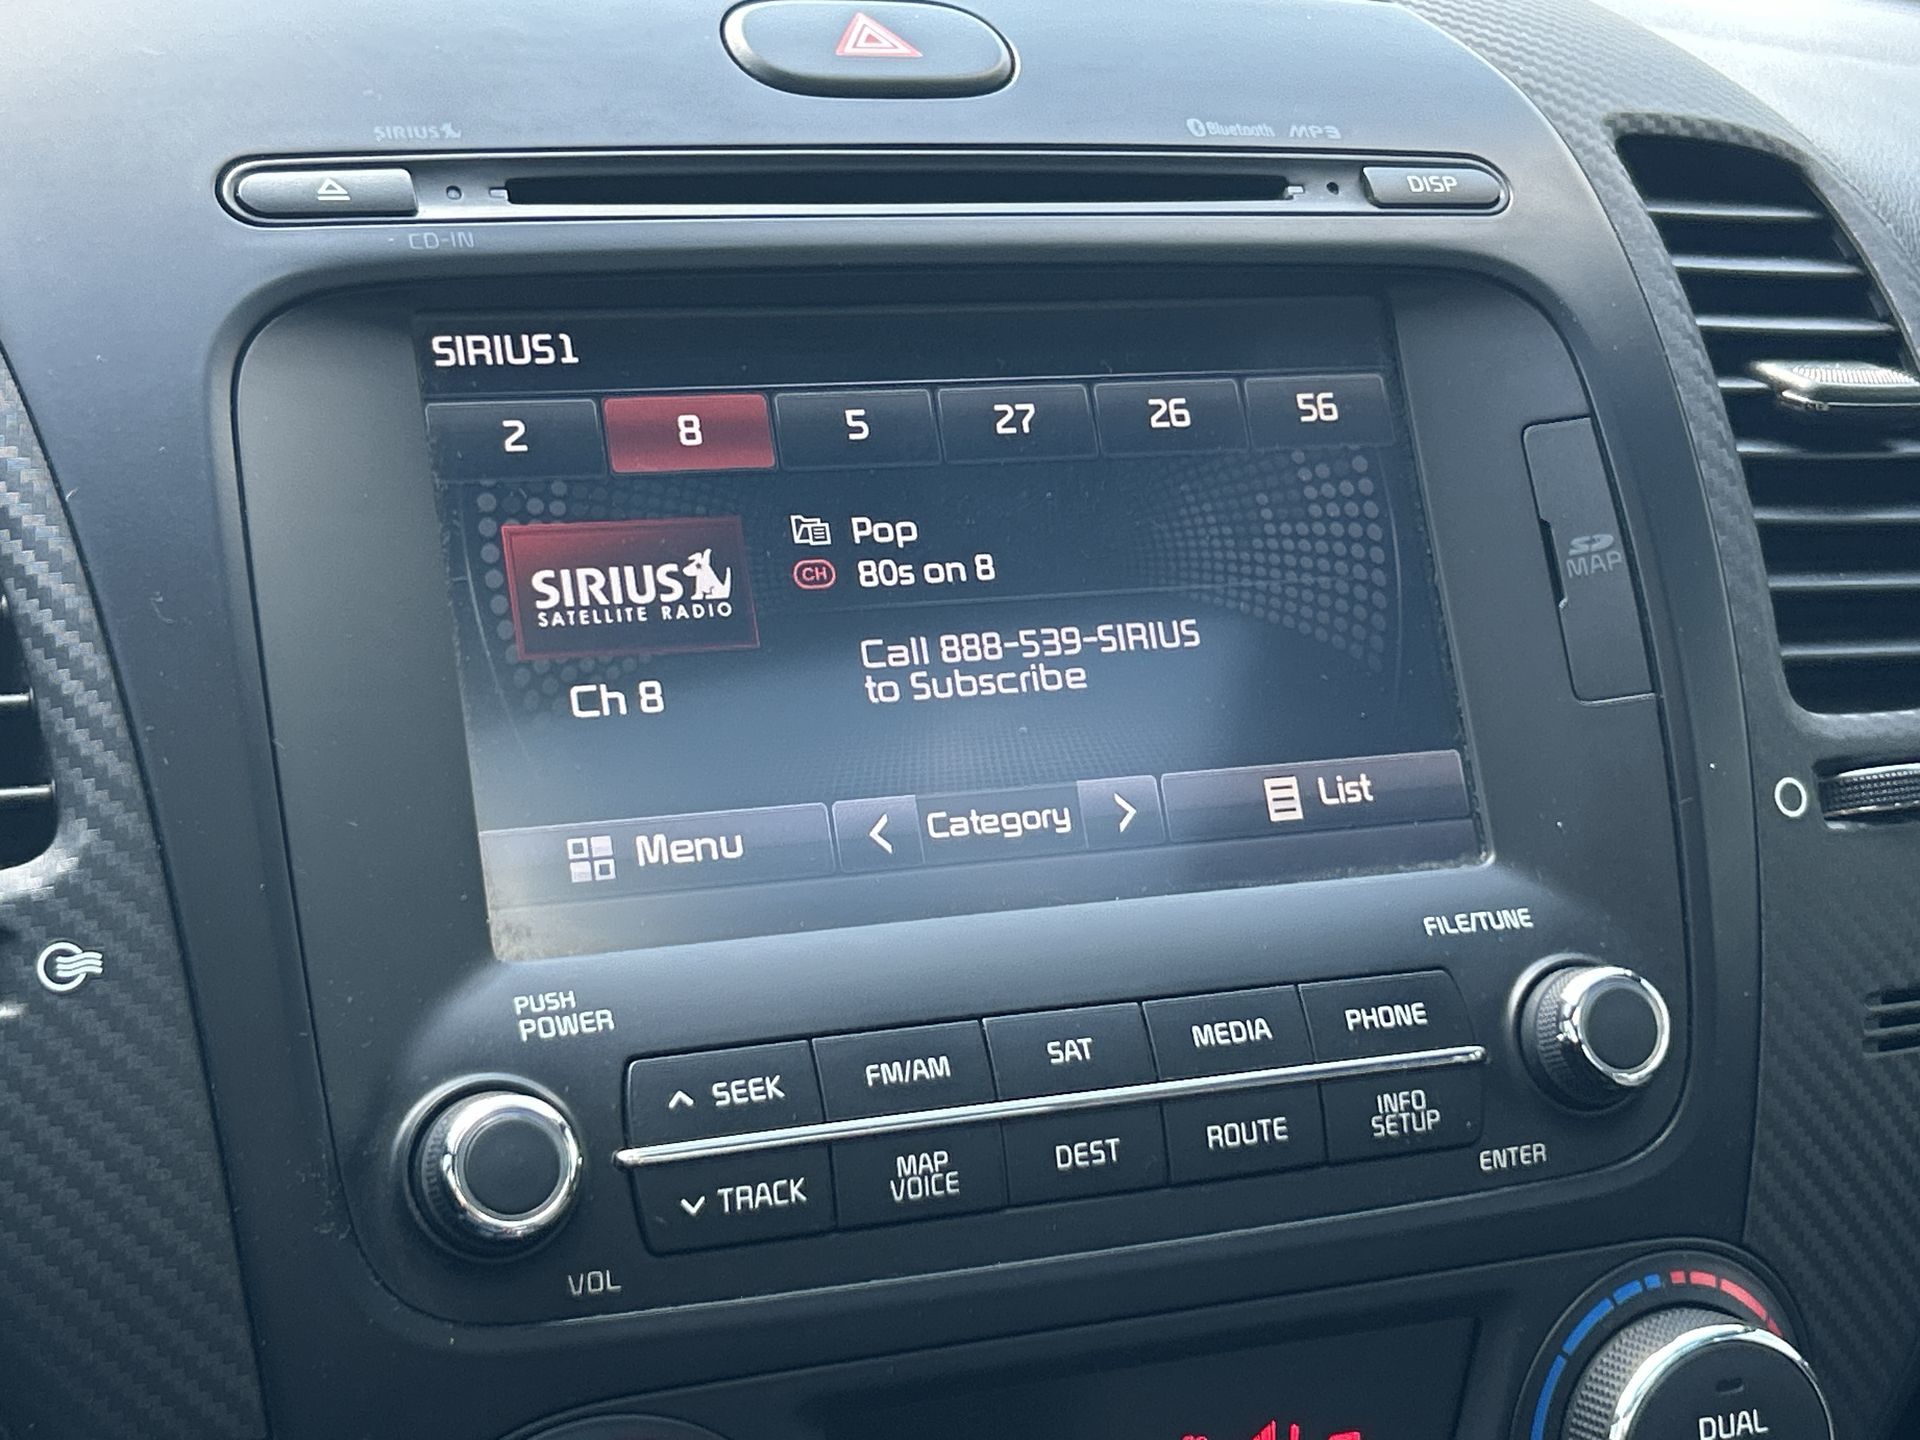 SIRIUS
Bluetooth MP3
DISP
CD-IN
SIRIUS1
2 8 5 27 26 56
Pop
CH 80s on 8
SIRIUS
SATELLITE RADIO
Call 888-539-SIRIUS
to Subscribe
Ch 8
Menu < Category > List
SD
MAP
FILE/TUNE
PUSH
POWER
SEEK FM/AM SAT MEDIA PHONE
TRACK MAP VOICE DEST ROUTE INFO SETUP
ENTER
VOL
DUAL